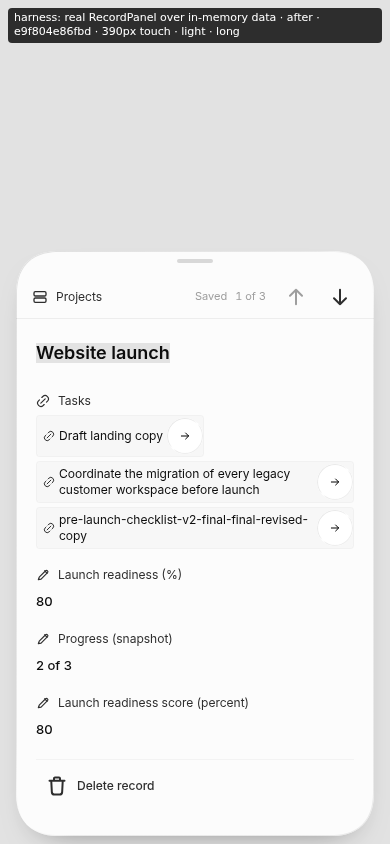 harness: real RecordPanel over in-memory data · after ·
e9f804e86fbd · 390px touch · light · long
Projects
Saved 1 of 3
Website launch
Tasks
Draft landing copy
Coordinate the migration of every legacy
customer workspace before launch
pre-launch-checklist-v2-final-final-revised-
copy
Launch readiness (%)
80
Progress (snapshot)
2 of 3
Launch readiness score (percent)
80
Delete record